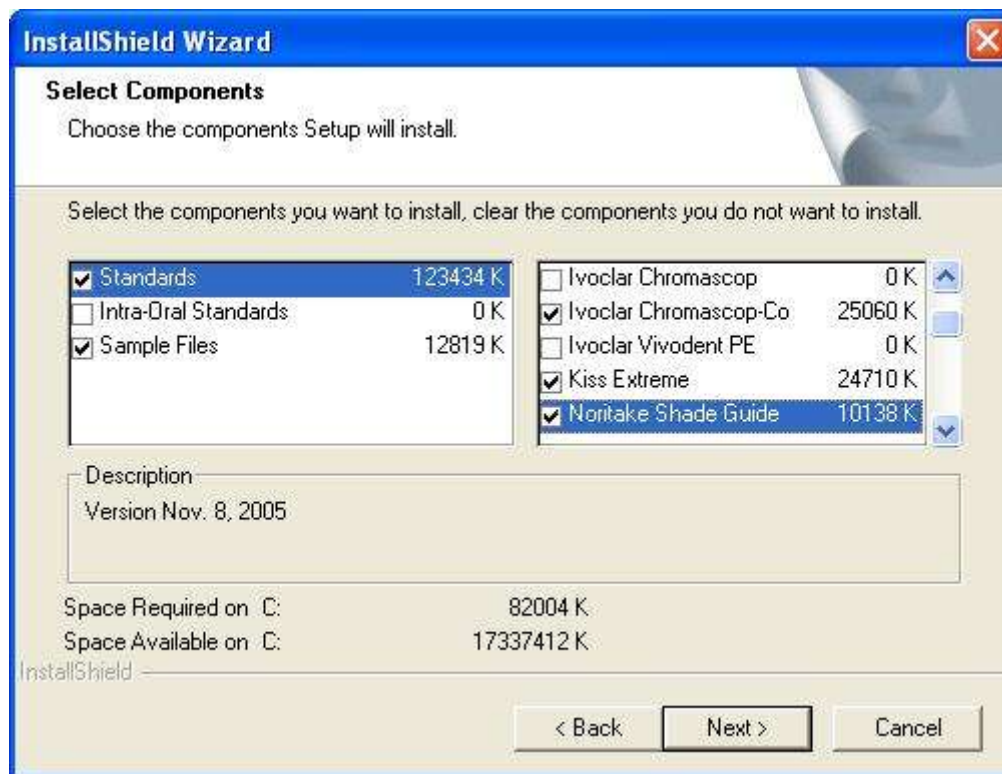 InstallShield Wizard
Select Components
Choose the components Setup will install.
Select the components you want to install, clear the components you do not want to install.
Standards 123434 K
Intra-Oral Standards 0 K
Sample Files 12819 K
Ivoclar Chromascop 0 K
Ivoclar Chromascop-Co 25060 K
Ivoclar Vivodent PE 0 K
Kiss Extreme 24710 K
Noritake Shade Guide 10138 K
Description
Version Nov. 8, 2005
Space Required on C: 82004 K
Space Available on C: 17337412 K
InstallShield
< Back Next > Cancel